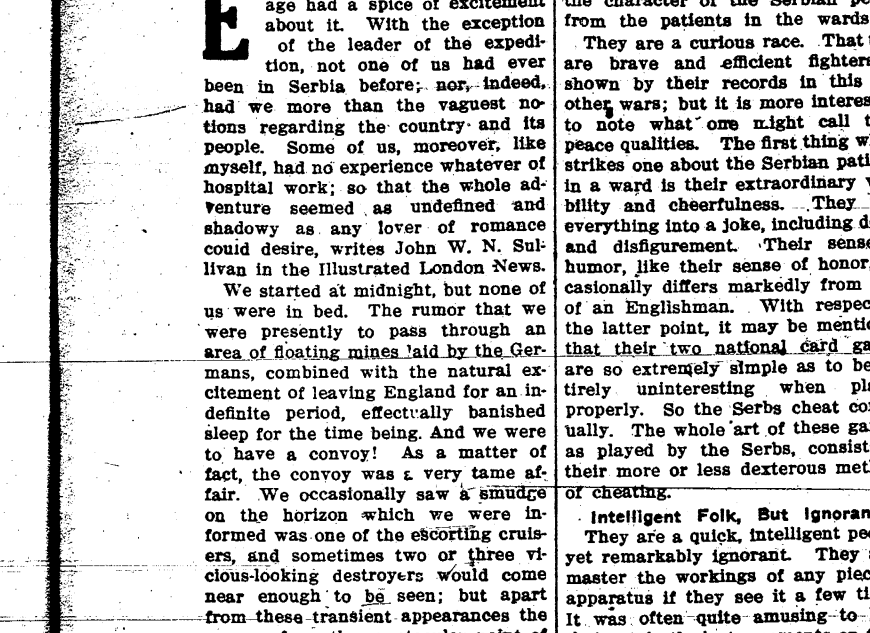 E
age had a spice of excitement
about it. With the exception
of the leader of the expedi-
tion, not one of us had ever
been in Serbia before; nor, indeed,
had we more than the vaguest no-
tions regarding the country and its
people. Some of us, moreover, like
myself, had no experience whatever of
hospital work; so that the whole ad-
venture seemed as undefined and
shadowy as any lover of romance
could desire, writes John W. N. Sul-
livan in the Illustrated London News.
We started at midnight, but none of
us were in bed. The rumor that we
were presently to pass through an
area of floating mines laid by the Ger-
mans, combined with the natural ex-
citement of leaving England for an in-
definite period, effectually banished
sleep for the time being. And we were
to have a convoy! As a matter of
fact, the convoy was a very tame af-
fair. We occasionally saw a smudge
on the horizon which we were in-
formed was one of the escorting cruis-
ers, and sometimes two or three vi-
cious-looking destroyers would come
near enough to be seen; but apart
from these transient appearances the
the character of the Serbian
from the patients in the wards
They are a curious race. That
are brave and efficient fighters
shown by their records in this
other wars; but it is more interes
to note what one might call t
peace qualities. The first thing w
strikes one about the Serbian pati
in a ward is their extraordinary
bility and cheerfulness. They
everything into a joke, including d
and disfigurement. Their sense
humor, like their sense of honor,
casionally differs markedly from
of an Englishman. With respec
the latter point, it may be mentio
that their two national card ga
are so extremely simple as to be
tirely uninteresting when pl
properly. So the Serbs cheat co
ually. The whole art of these ga
as played by the Serbs, consist
their more or less dexterous met
of cheating.
Intelligent Folk, But Ignoran
They are a quick, intelligent pe
yet remarkably ignorant. They
master the workings of any piec
apparatus if they see it a few ti
It was often quite amusing to